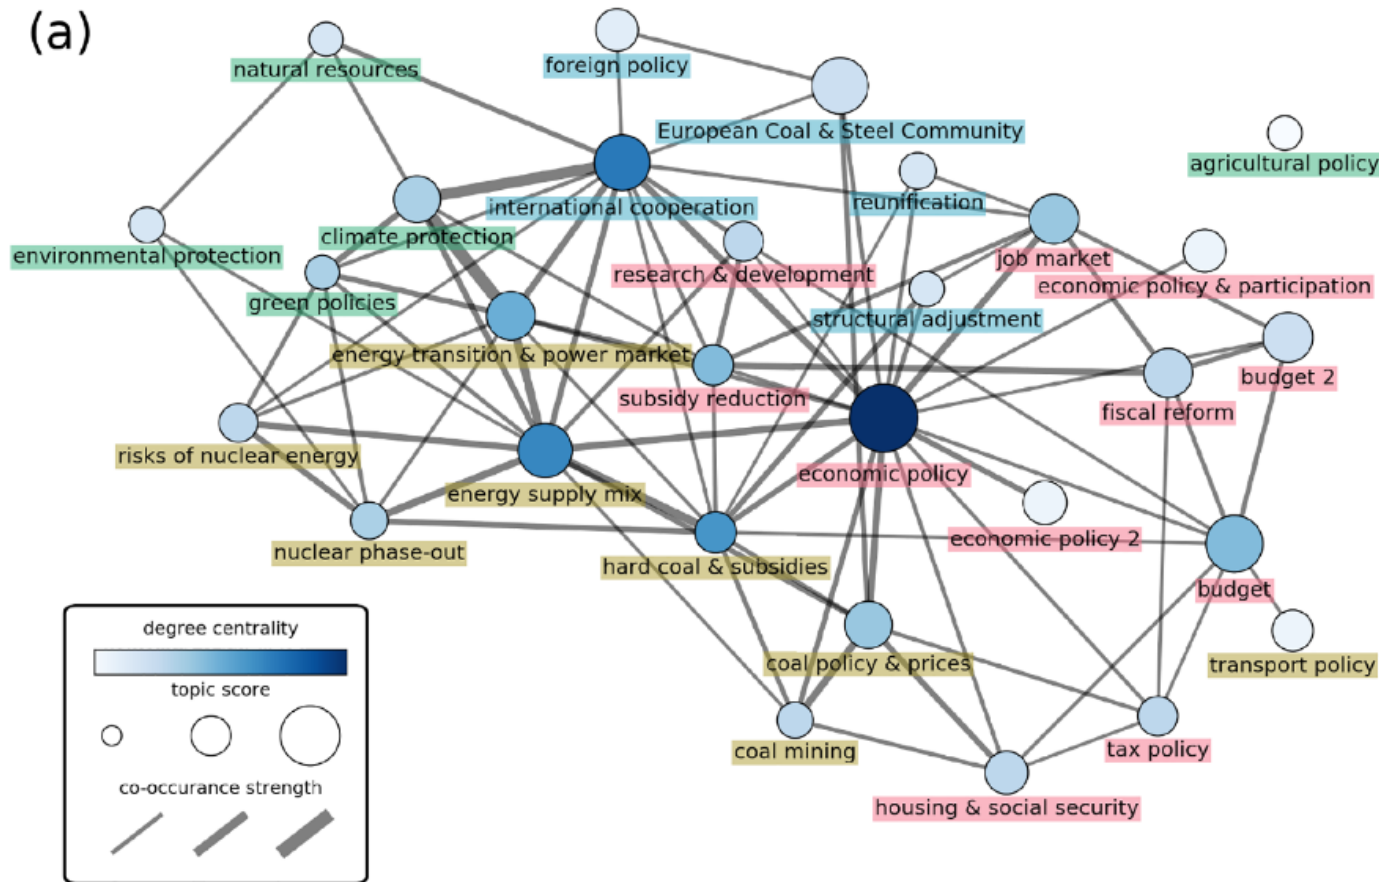 (a)
natural resources
foreign policy
European Coal & Steel Community
agricultural policy
international cooperation
reunification
climate protection
environmental protection
research & development
job market
economic policy & participation
green policies
structural adjustment
energy transition & power market
subsidy reduction
budget 2
fiscal reform
risks of nuclear energy
economic policy
energy supply mix
economic policy 2
nuclear phase-out
hard coal & subsidies
budget
coal policy & prices
transport policy
coal mining
tax policy
housing & social security
degree centrality
topic score
co-occurance strength